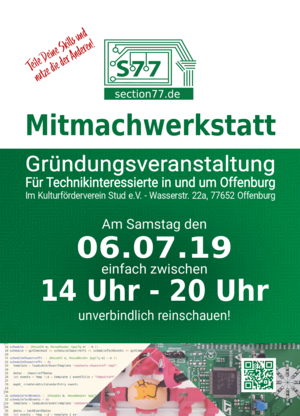 Teile Deine Skills und
nutze die der Anderen!
S77
section77.de
Mitmachwerkstatt
Gründungsveranstaltung
Für Technikinteressierte in und um Offenburg
Im Kulturförderverein Stud e.V. - Wasserstr. 22a, 77652 Offenburg
Am Samstag den
06.07.19
einfach zwischen
14 Uhr - 20 Uhr
unverbindlich reinschauen!